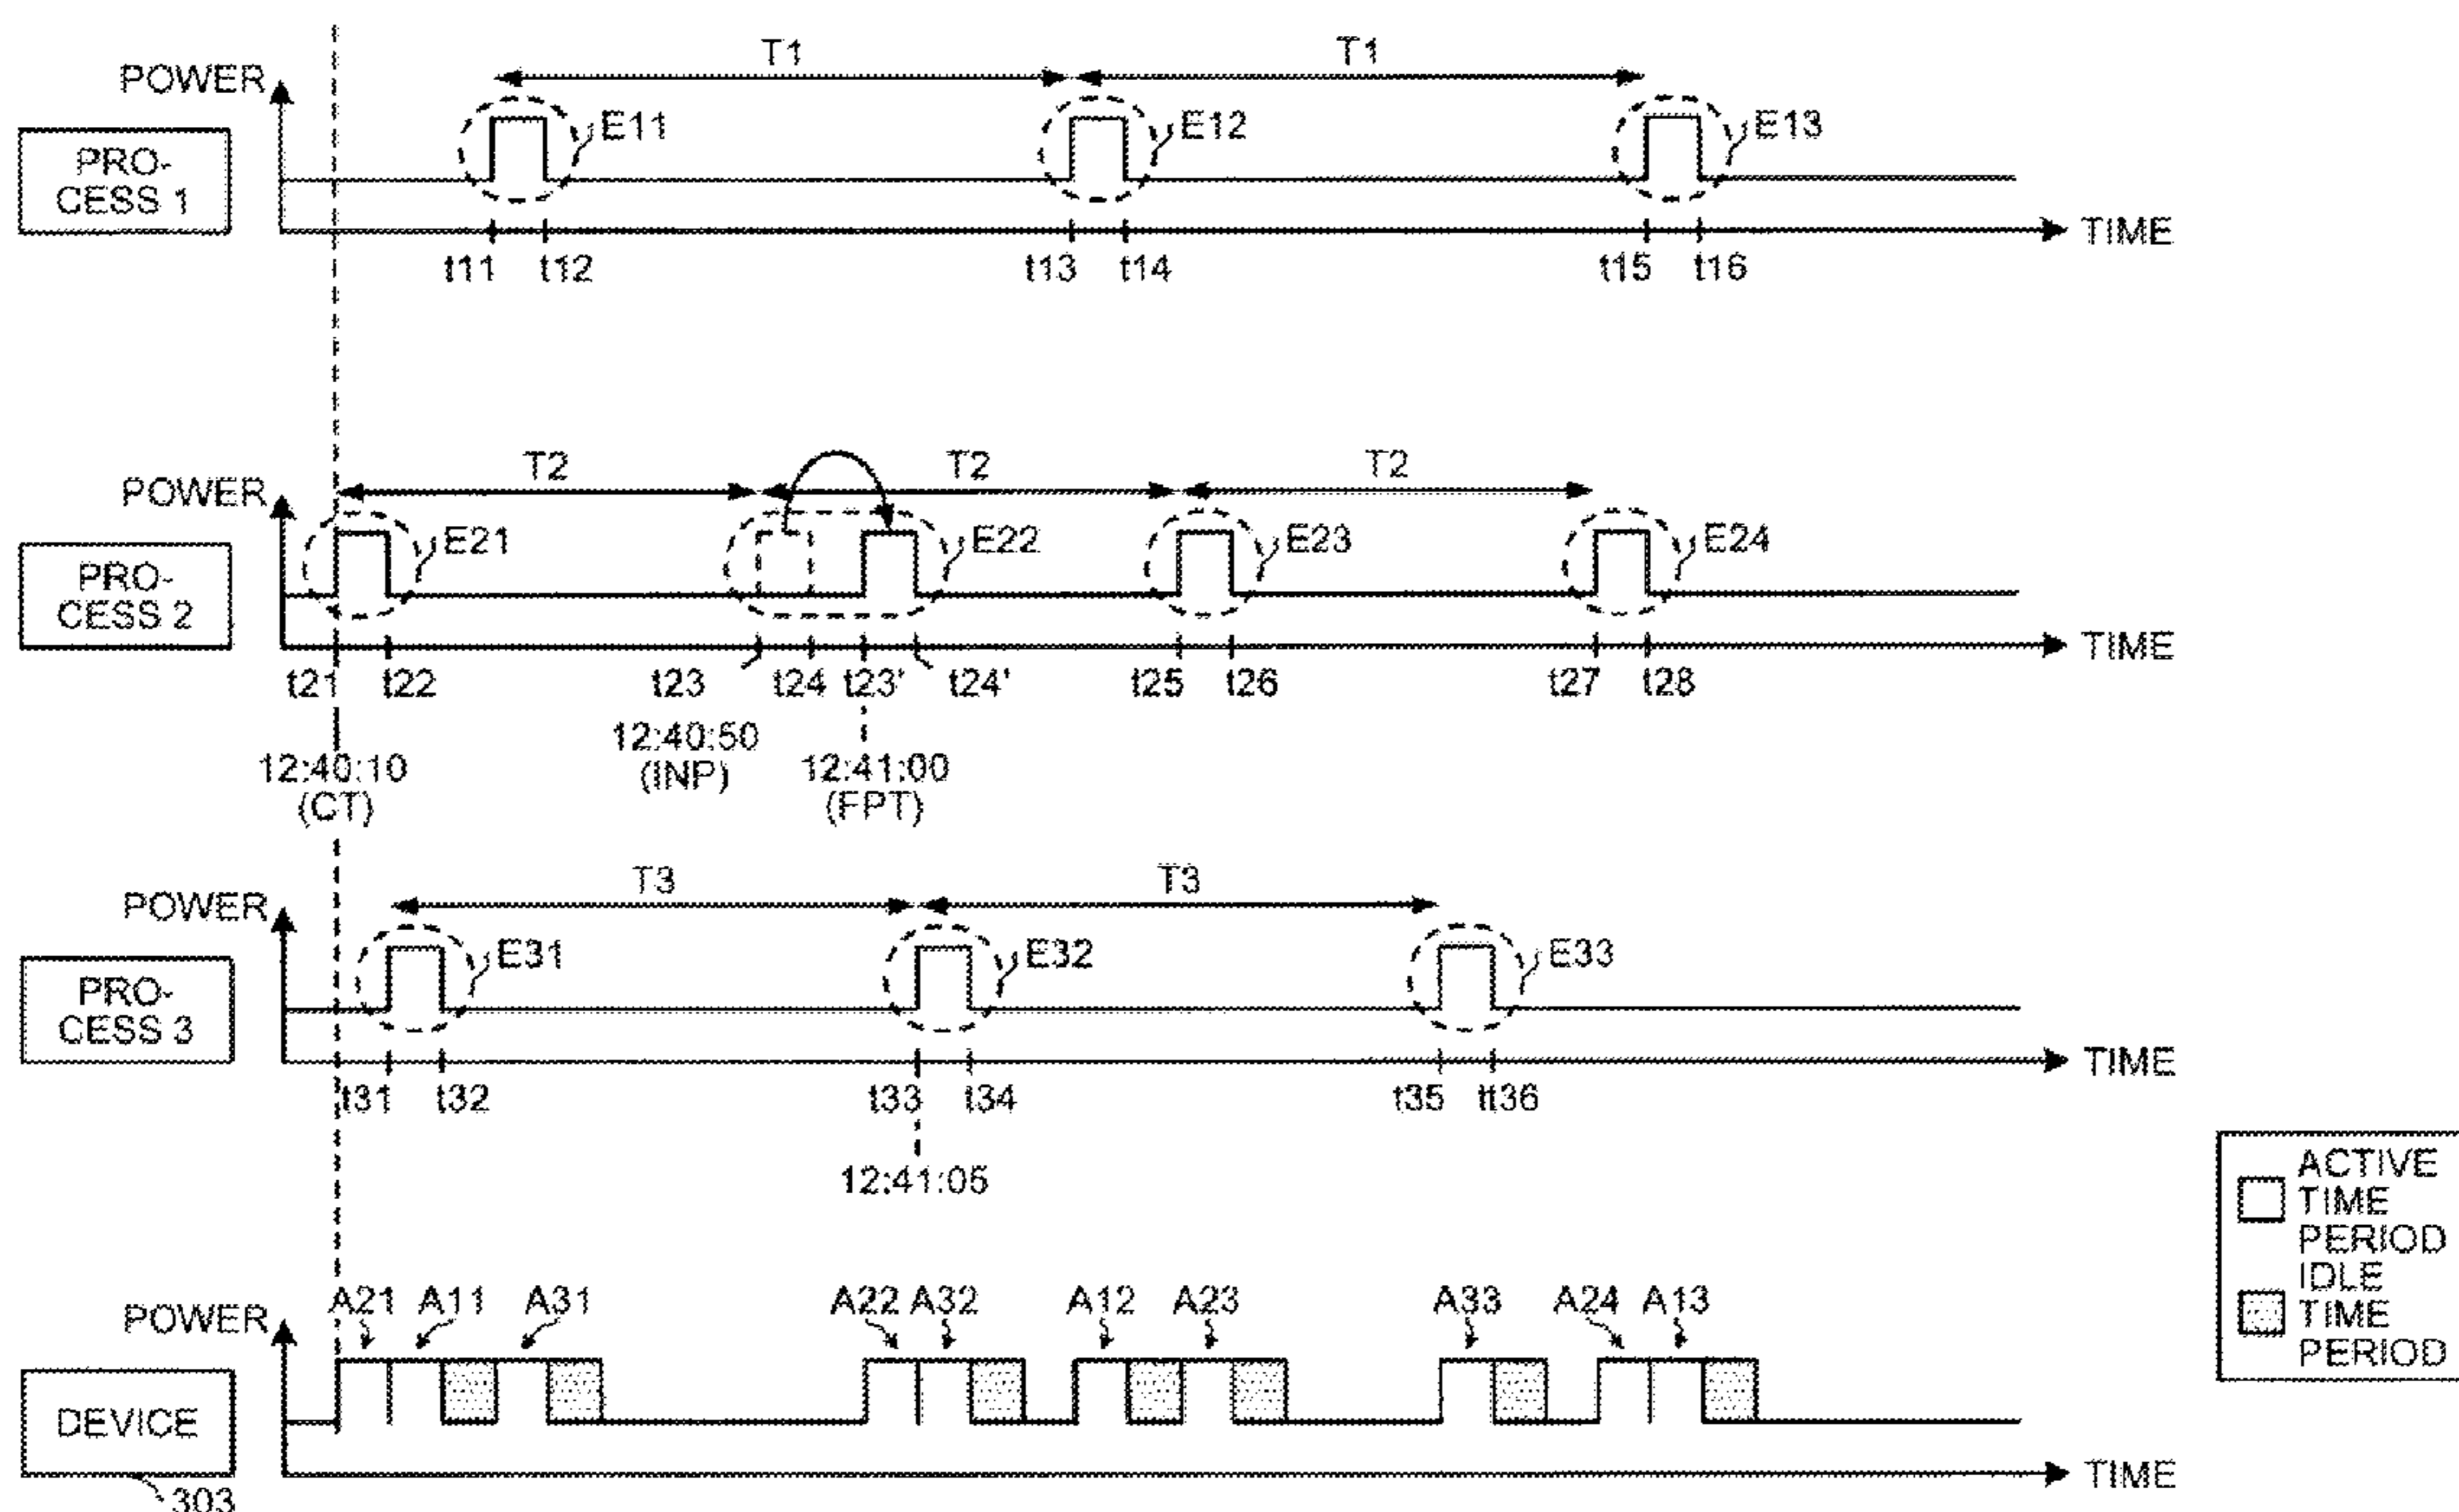 T1 T1
POWER
E11 E12 E13
PRO-
CESS 1
TIME
t11 t12 t13 t14 t15 t16
T2 T2 T2
POWER
E21 E22 E23 E24
PRO-
CESS 2
TIME
t21 t22 t23 t24 t23' t24' t25 t26 t27 t28
12:40:10
(CT)
12:40:50
(INP)
12:41:00
(FPT)
T3 T3
POWER
E31 E32 E33
PRO-
CESS 3
TIME
t31 t32 t33 t34 t35 tt36
12:41:05
ACTIVE
TIME
PERIOD
IDLE
TIME
PERIOD
A21 A11 A31 A22 A32 A12 A23 A33 A24 A13
POWER
DEVICE
TIME
303